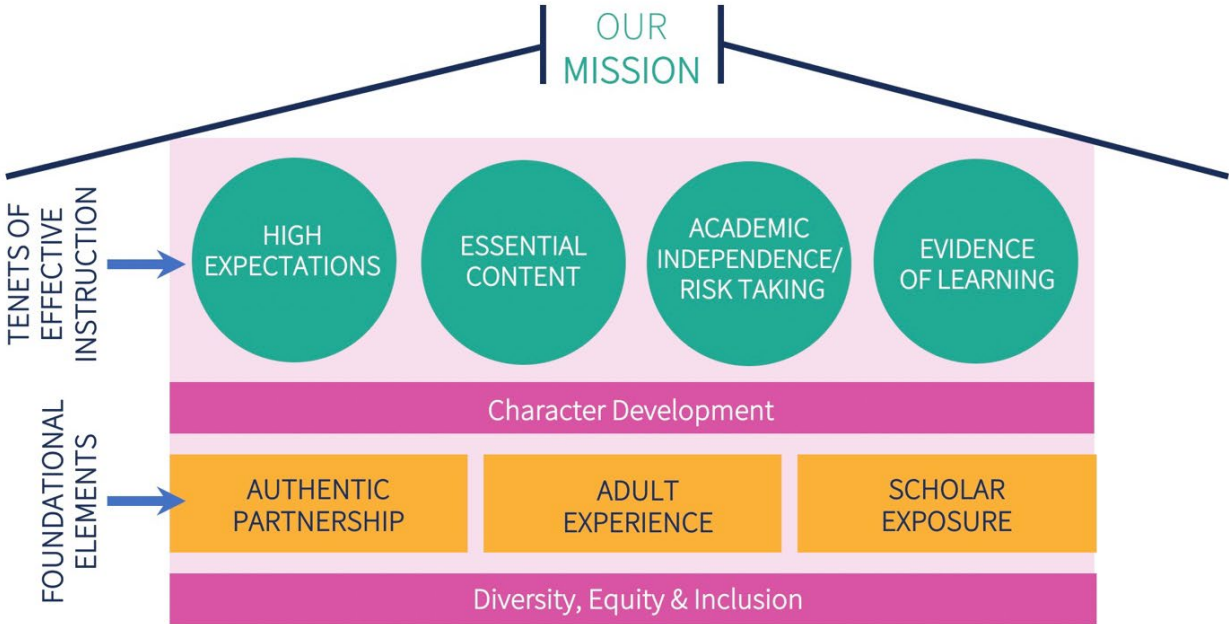 OUR
MISSION
TENETS OF
EFFECTIVE
INSTRUCTION
HIGH
EXPECTATIONS
ESSENTIAL
CONTENT
ACADEMIC
INDEPENDENCE/
RISK TAKING
EVIDENCE
OF LEARNING
Character Development
FOUNDATIONAL
ELEMENTS
AUTHENTIC
PARTNERSHIP
ADULT
EXPERIENCE
SCHOLAR
EXPOSURE
Diversity, Equity & Inclusion